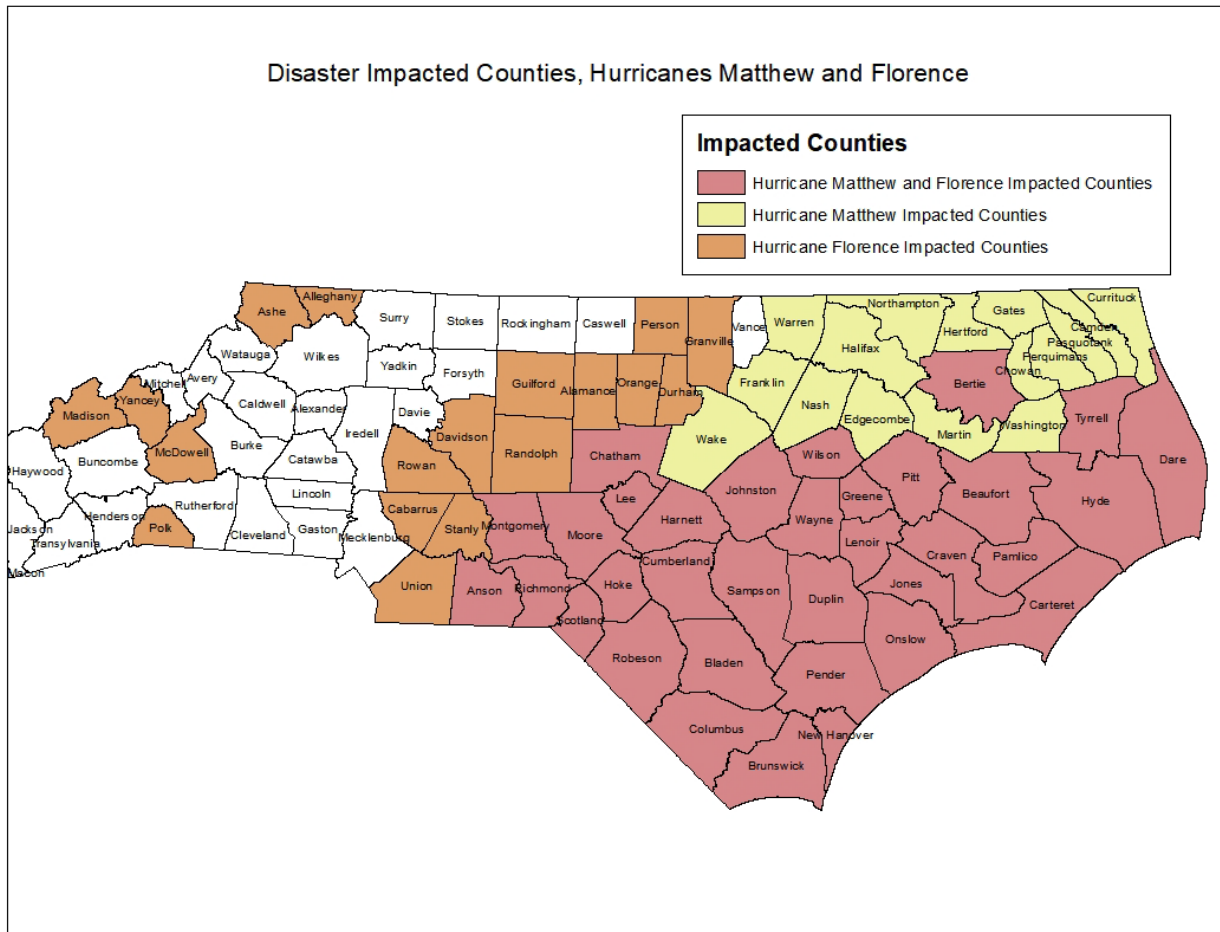 Disaster Impacted Counties, Hurricanes Matthew and Florence
Impacted Counties
Hurricane Matthew and Florence Impacted Counties
Hurricane Matthew Impacted Counties
Hurricane Florence Impacted Counties
Ashe
Alleghany
Surry
Stokes
Rockingham
Caswell
Person
Granville
Vance
Warren
Northampton
Hertford
Gates
Currituck
Camden
Pasquotank
Perquimans
Chowan
Halifax
Bertie
Watauga
Wilkes
Yadkin
Forsyth
Guilford
Alamance
Orange
Durham
Franklin
Nash
Edgecombe
Martin
Washington
Tyrrell
Dare
Mitchell
Avery
Caldwell
Alexander
Davie
Iredell
Madison
Yancey
McDowell
Burke
Catawba
Rowan
Davidson
Randolph
Chatham
Wake
Wilson
Haywood
Buncombe
Rutherford
Lincoln
Cabarrus
Stanly
Montgomery
Moore
Lee
Harnett
Johnston
Wayne
Greene
Pitt
Beaufort
Hyde
Jackson
Henderson
Transylvania
Macon
Polk
Cleveland
Gaston
Mecklenburg
Union
Anson
Richmond
Scotland
Hoke
Cumberland
Sampson
Duplin
Lenoir
Craven
Pamlico
Jones
Carteret
Onslow
Robeson
Bladen
Pender
Columbus
New Hanover
Brunswick